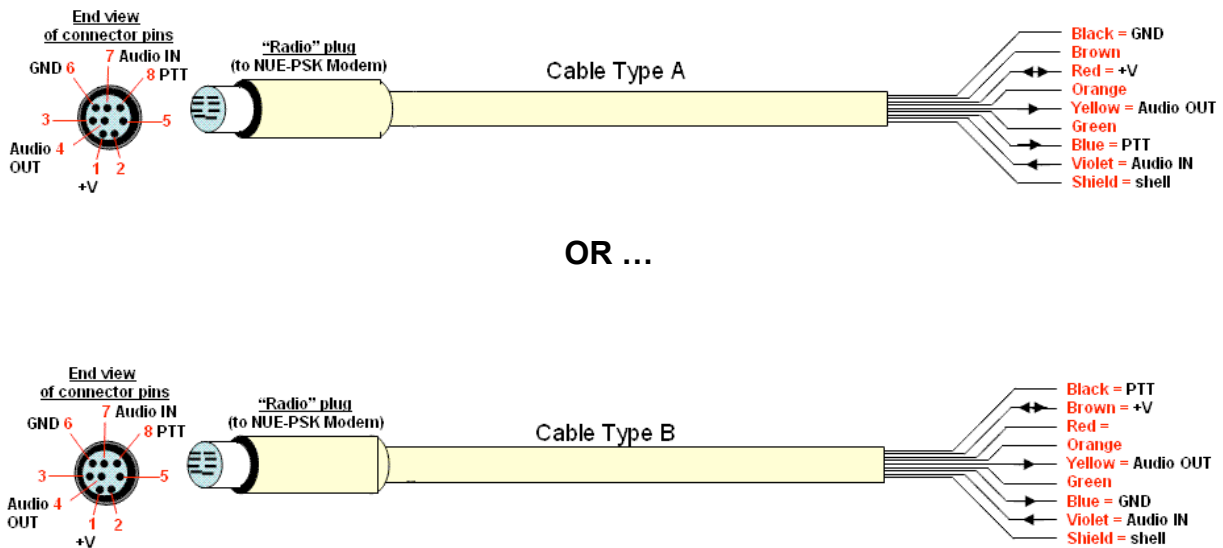 End view
of connector pins
7 Audio IN
GND 6
8 PTT
3
5
Audio 4
OUT
1 2
+V
“Radio” plug
(to NUE-PSK Modem)
Cable Type A
Black = GND
Brown
Red = +V
Orange
Yellow = Audio OUT
Green
Blue = PTT
Violet = Audio IN
Shield = shell
OR …
End view
of connector pins
7 Audio IN
GND 6
8 PTT
3
5
Audio 4
OUT
1 2
+V
“Radio” plug
(to NUE-PSK Modem)
Cable Type B
Black = PTT
Brown = +V
Red =
Orange
Yellow = Audio OUT
Green
Blue = GND
Violet = Audio IN
Shield = shell